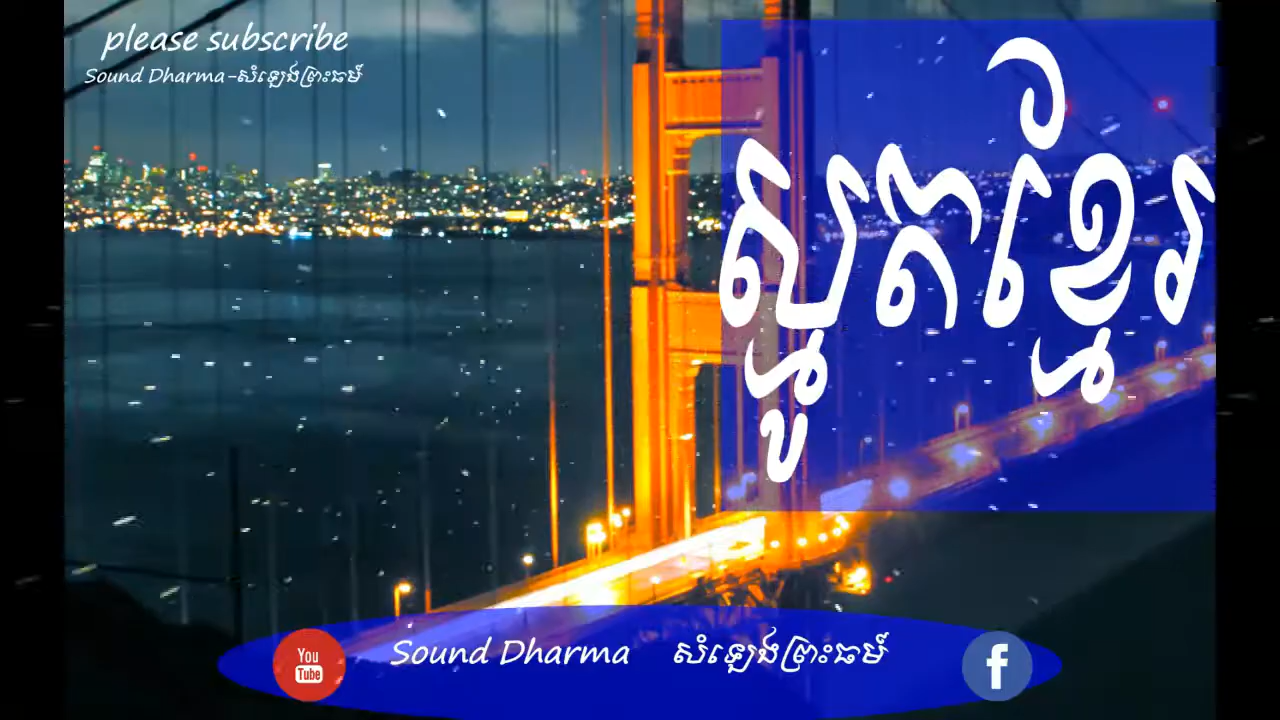 please subscribe
Sound Dharma-សំឡេងព្រះធម៌
ស្មូតខ្មែរ
You
Tube
Sound Dharma សំឡេងព្រះធម៌
f